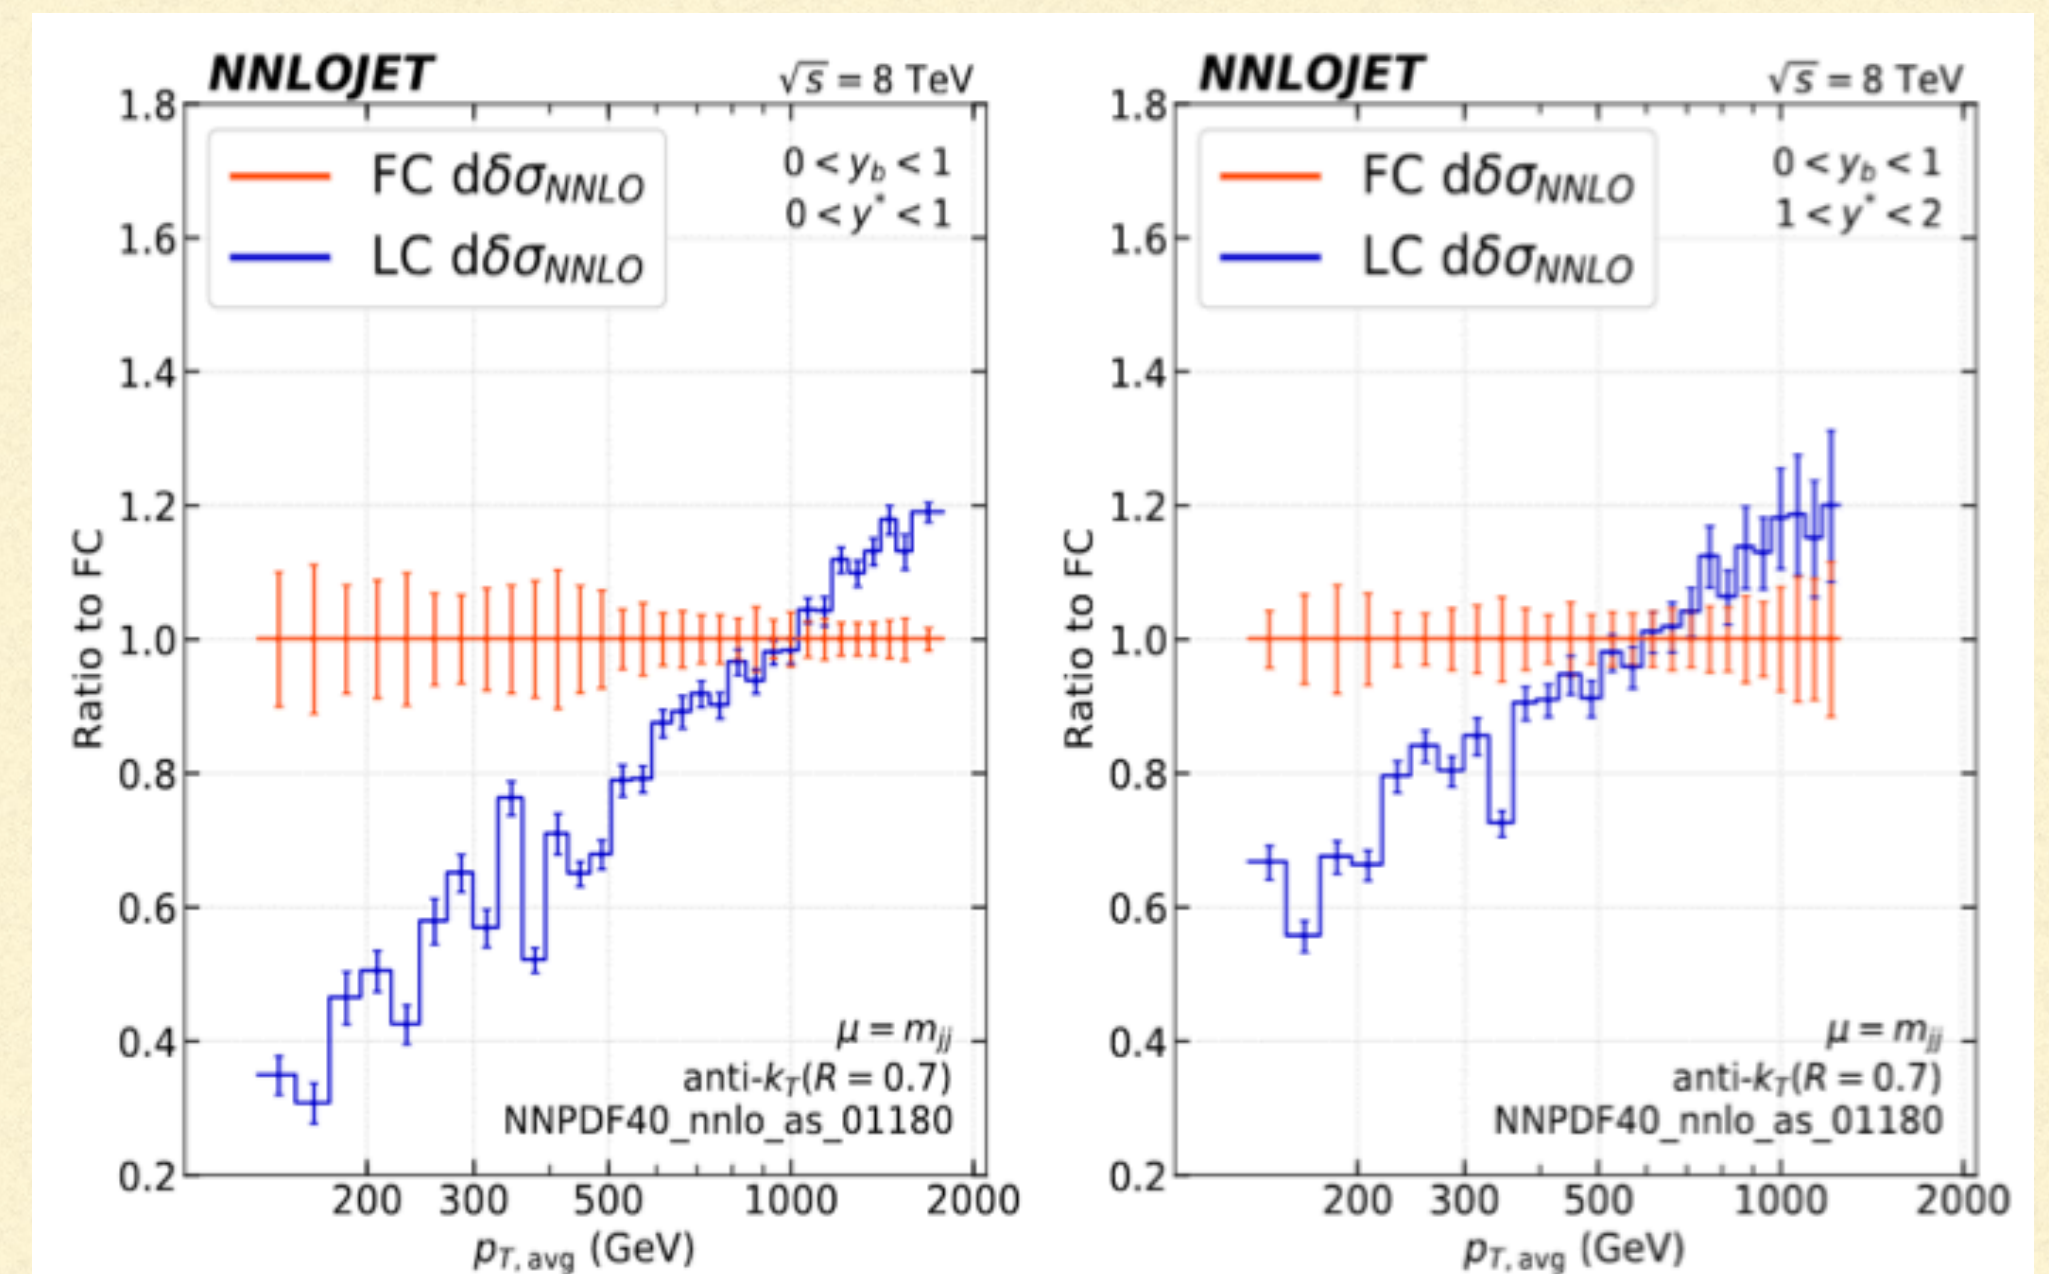 NNLOJET
√s = 8 TeV
1.8
1.6
1.4
1.2
1.0
0.8
0.6
0.4
0.2
Ratio to FC
FC dδσNNLO
LC dδσNNLO
0 < y_b < 1
0 < y* < 1
μ = m_jj
anti-k_T(R = 0.7)
NNPDF40_nnlo_as_01180
200 300 500 1000 2000
p_T, avg (GeV)
NNLOJET
√s = 8 TeV
1.8
1.6
1.4
1.2
1.0
0.8
0.6
0.4
0.2
Ratio to FC
FC dδσNNLO
LC dδσNNLO
0 < y_b < 1
1 < y* < 2
μ = m_jj
anti-k_T(R = 0.7)
NNPDF40_nnlo_as_01180
200 300 500 1000 2000
p_T, avg (GeV)